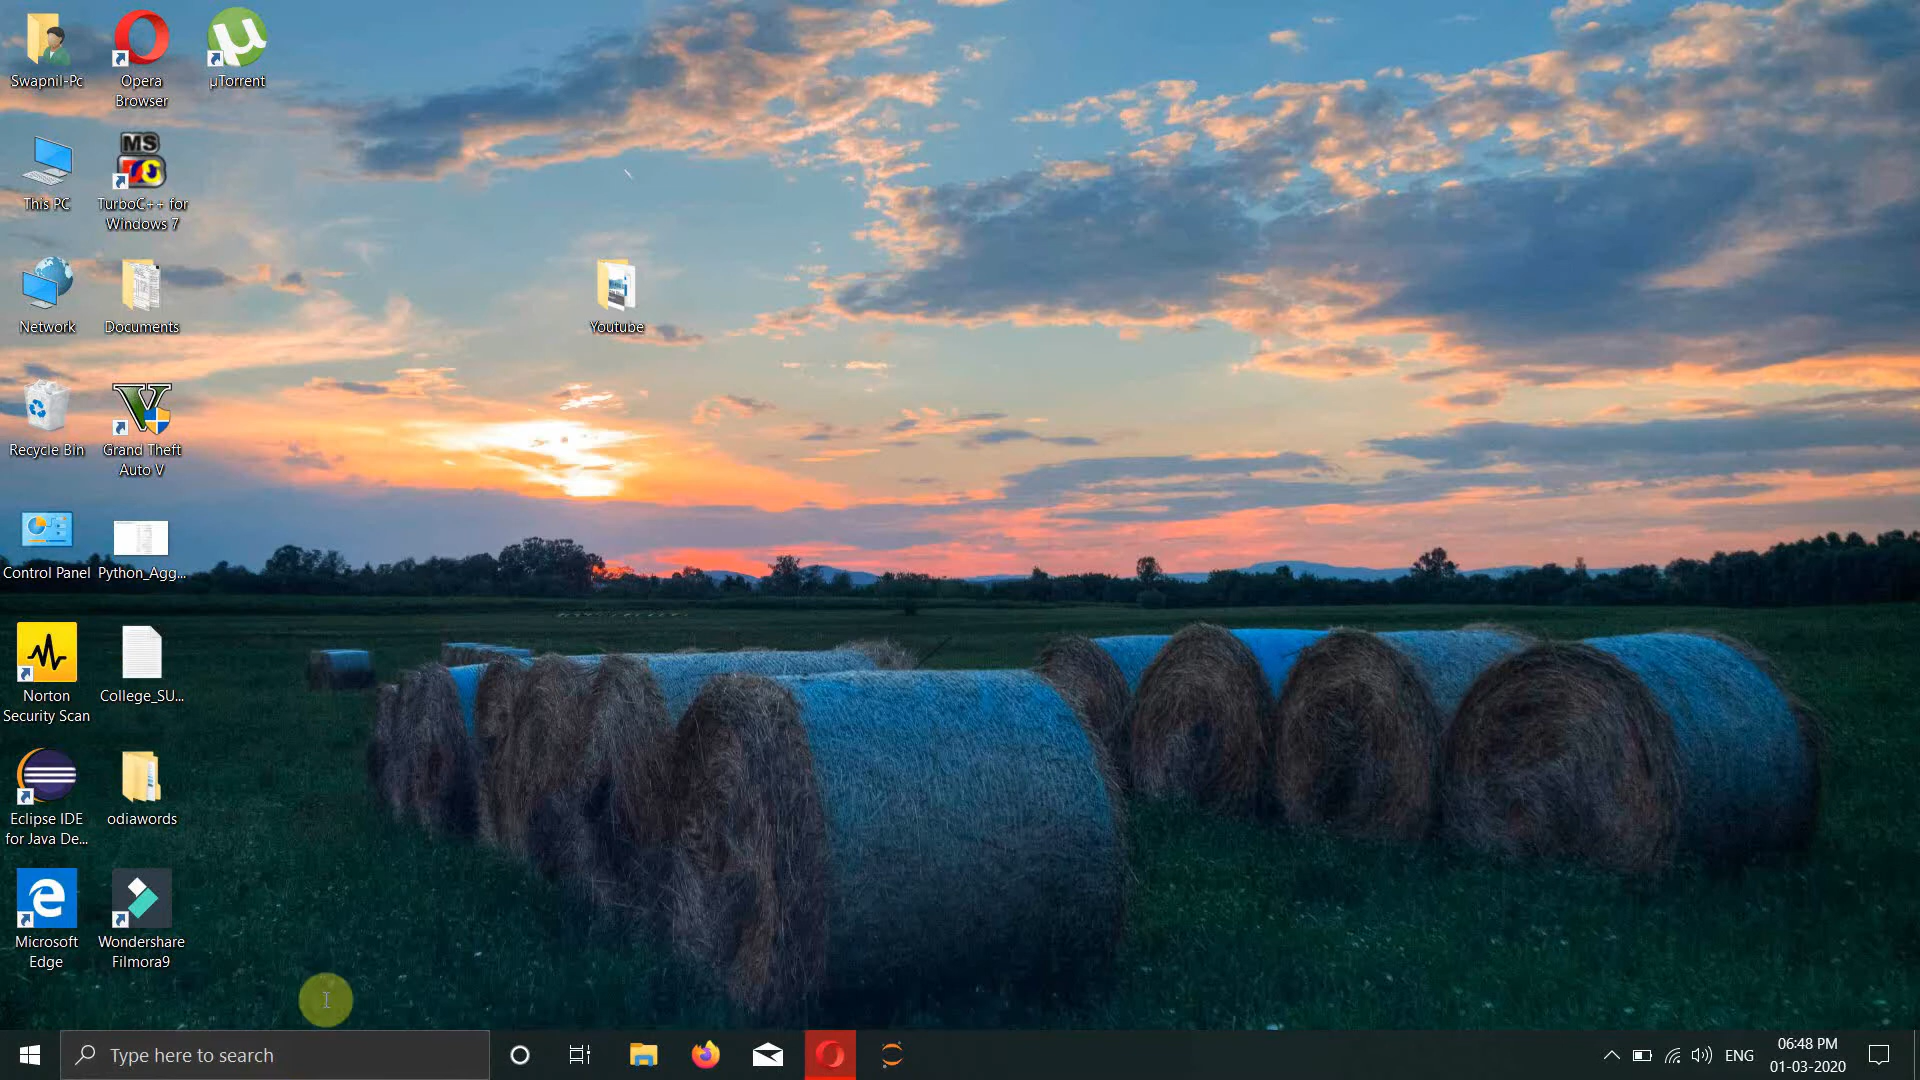 Swapnil-Pc
Opera
Browser
µTorrent
This PC
MS
TurboC++ for
Windows 7
Network
Documents
Youtube
Recycle Bin
Grand Theft
Auto V
Control Panel
Python_Agg...
Norton
Security Scan
College_SU...
Eclipse IDE
for Java De...
odiawords
Microsoft
Edge
Wondershare
Filmora9
Type here to search
ENG
06:48 PM
01-03-2020